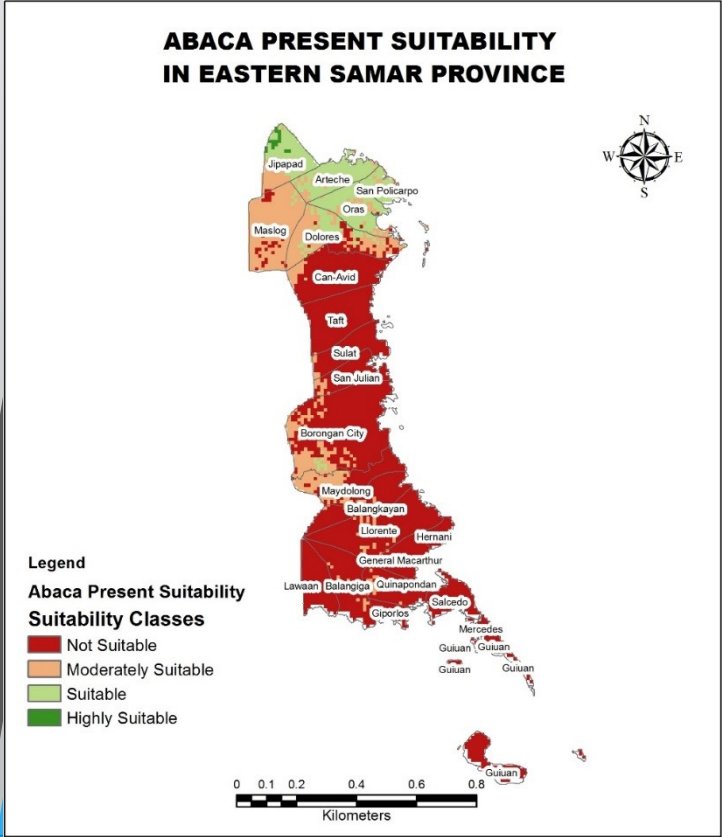 ABACA PRESENT SUITABILITY
IN EASTERN SAMAR PROVINCE
N
W
E
S
Jipapad
Arteche
San Policarpo
Oras
Maslog
Dolores
Can-Avid
Taft
Sulat
San Julian
Borongan City
Maydolong
Balangkayan
Llorente
Hernani
General Macarthur
Lawaan
Balangiga
Quinapondan
Giporlos
Salcedo
Mercedes
Guiuan
Guiuan
Guiuan
Guiuan
Guiuan
Legend
Abaca Present Suitability
Suitability Classes
Not Suitable
Moderately Suitable
Suitable
Highly Suitable
0 0.1 0.2 0.4 0.6 0.8
Kilometers